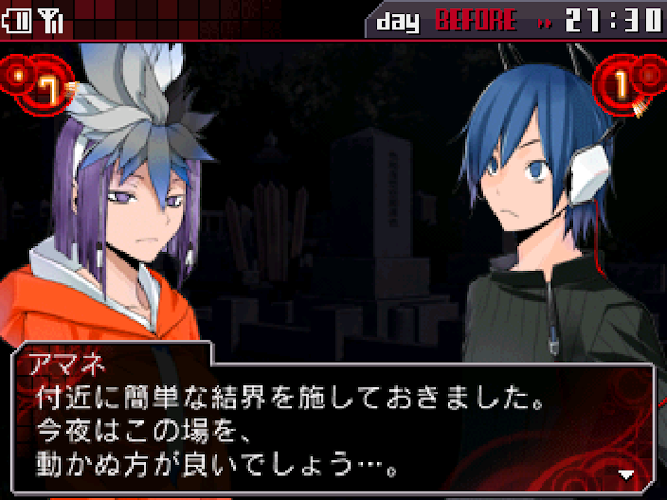 day BEFORE 21:30
7
1
アマネ
付近に簡単な結界を施しておきました。
今夜はこの場を、
動かぬ方が良いでしょう…。